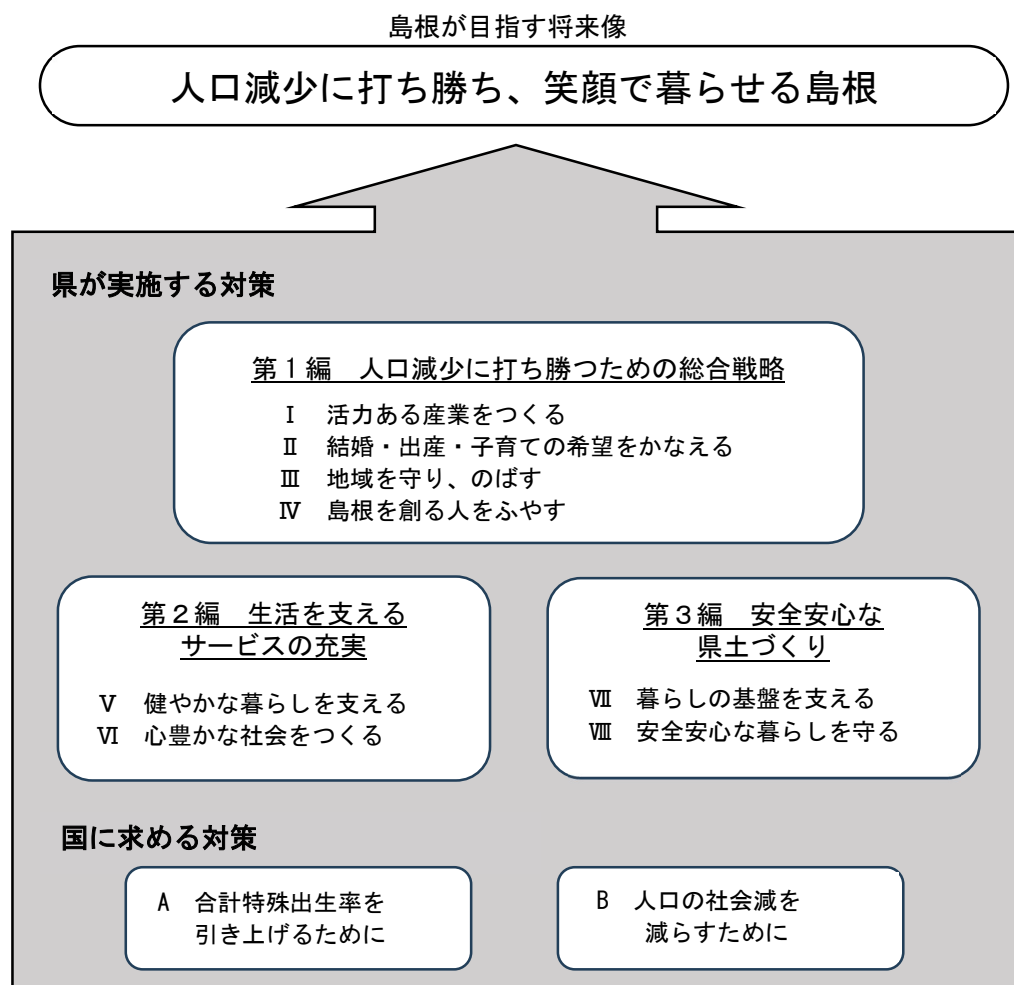 島根が目指す将来像
人口減少に打ち勝ち、笑顔で暮らせる島根
県が実施する対策
第1編　人口減少に打ち勝つための総合戦略
Ⅰ　活力ある産業をつくる
Ⅱ　結婚・出産・子育ての希望をかなえる
Ⅲ　地域を守り、のばす
Ⅳ　島根を創る人をふやす
第2編　生活を支える
サービスの充実
Ⅴ　健やかな暮らしを支える
Ⅵ　心豊かな社会をつくる
第3編　安全安心な
県土づくり
Ⅶ　暮らしの基盤を支える
Ⅷ　安全安心な暮らしを守る
国に求める対策
A　合計特殊出生率を
引き上げるために
B　人口の社会減を
減らすために